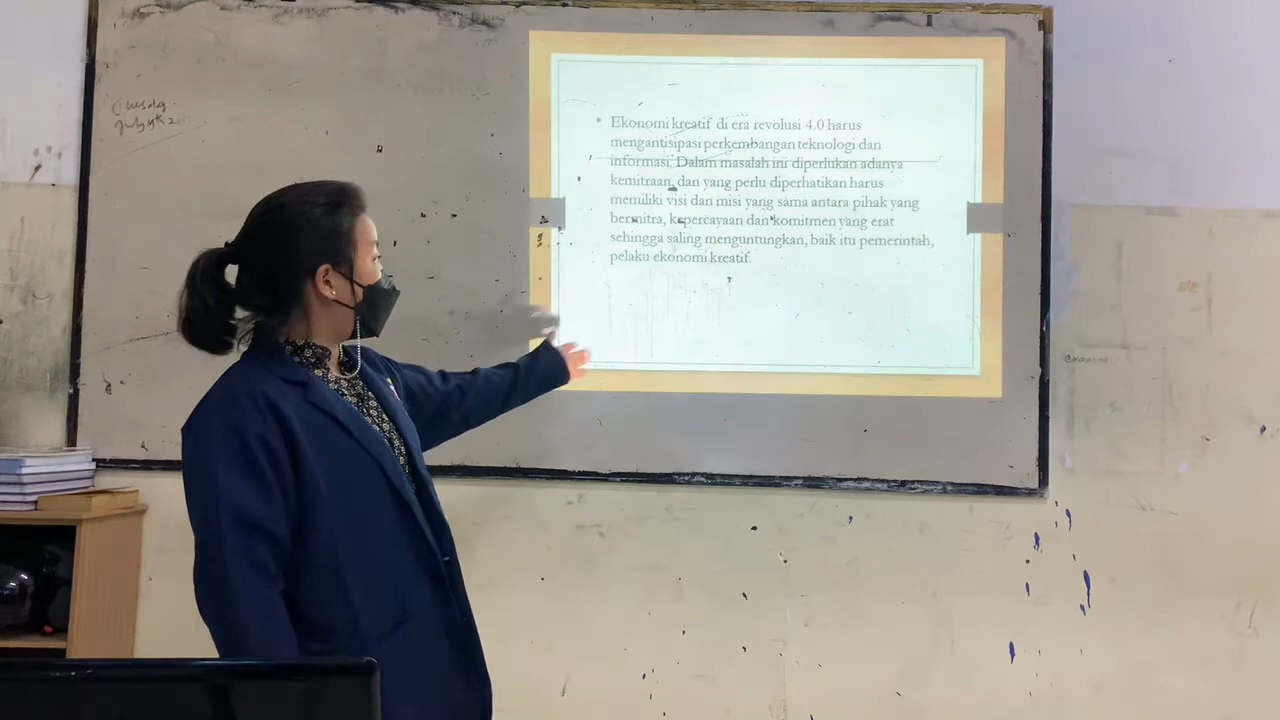 Ekonomi kreatif di era revolusi 4.0 harus
mengantisipasi perkembangan teknologi dan
informasi. Dalam masalah ini diperlukan adanya
kemitraan, dan yang perlu diperhatikan harus
memiliki visi dan misi yang sama antara pihak yang
bermitra, kepercayaan dan komitmen yang erat
sehingga saling menguntungkan, baik itu pemerintah,
pelaku ekonomi kreatif.